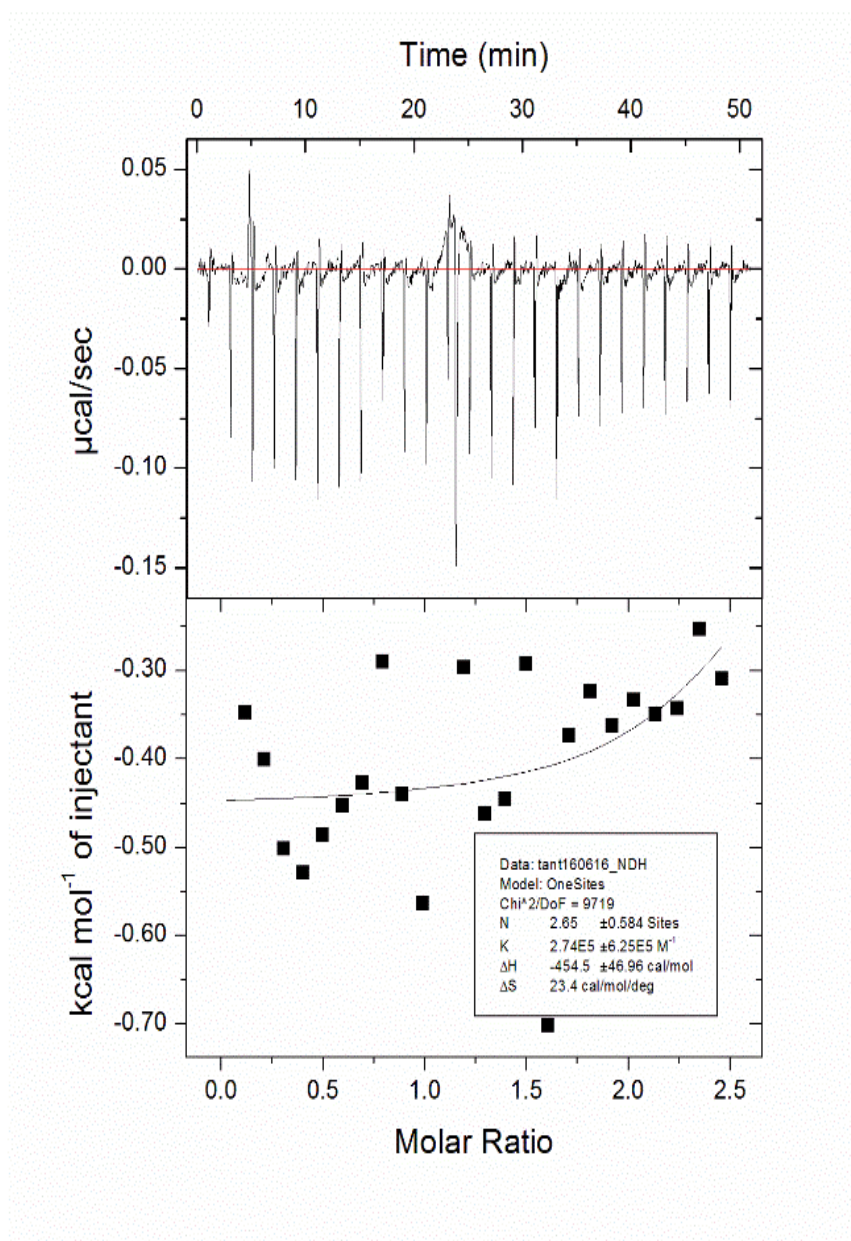 Time (min)
0 10 20 30 40 50
0.05
0.00
-0.05
-0.10
-0.15
µcal/sec
-0.30
-0.40
-0.50
-0.60
-0.70
kcal mol⁻¹ of injectant
Data: tant160616_NDH
Model: OneSites
Chi^2/DoF = 9719
N 2.65 ±0.584 Sites
K 2.74E5 ±6.25E5 M⁻¹
ΔH -454.5 ±46.96 cal/mol
ΔS 23.4 cal/mol/deg
0.0 0.5 1.0 1.5 2.0 2.5
Molar Ratio